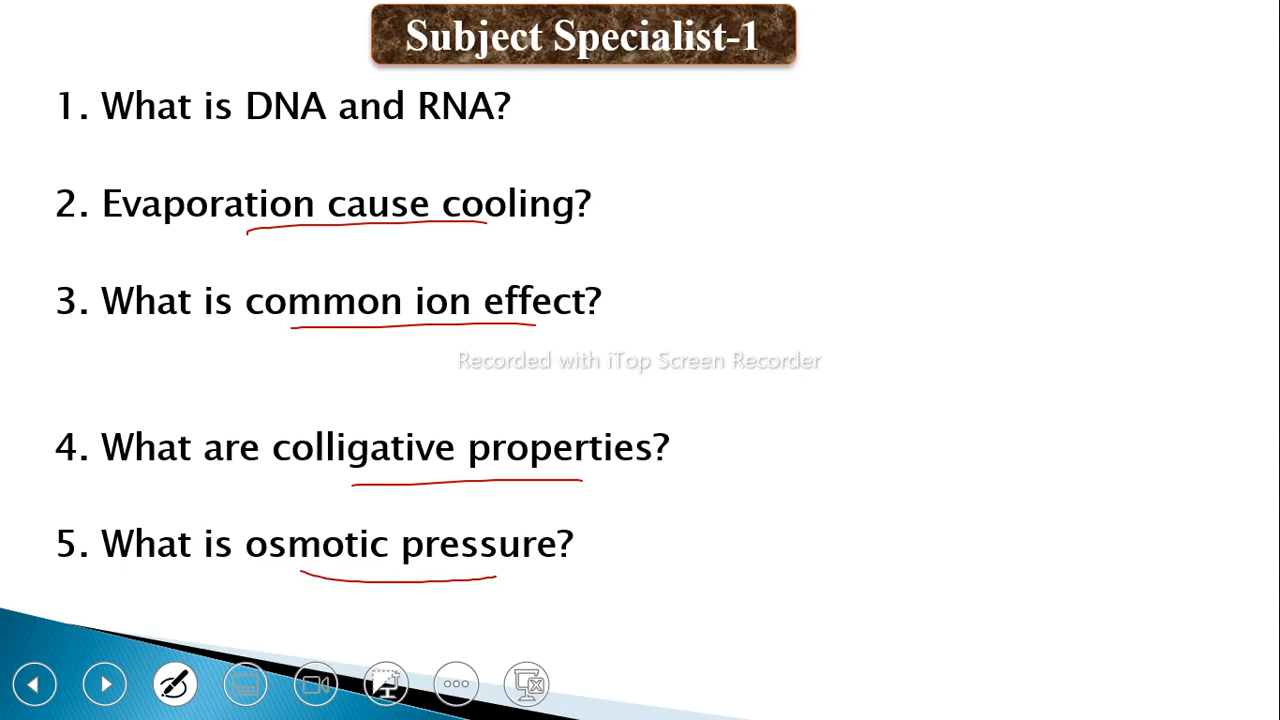 Subject Specialist-1
1. What is DNA and RNA?
2. Evaporation cause cooling?
3. What is common ion effect?
Recorded with iTop Screen Recorder
4. What are colligative properties?
5. What is osmotic pressure?